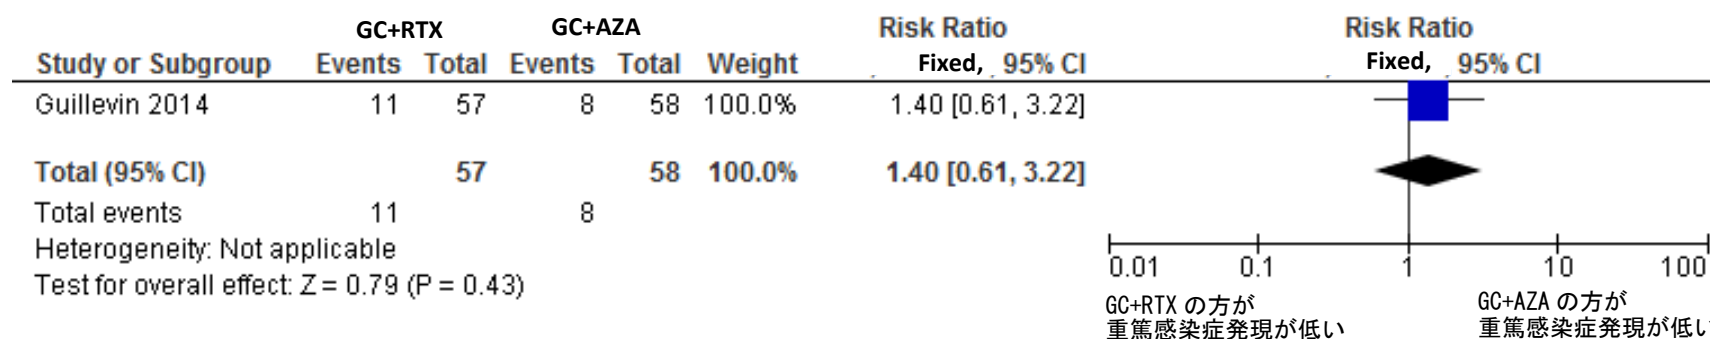 GC+RTX GC+AZA Risk Ratio Risk Ratio
Study or Subgroup Events Total Events Total Weight Fixed, 95% CI Fixed, 95% CI
Guillevin 2014 11 57 8 58 100.0% 1.40 [0.61, 3.22]
Total (95% CI) 57 58 100.0% 1.40 [0.61, 3.22]
Total events 11 8
Heterogeneity: Not applicable
Test for overall effect: Z = 0.79 (P = 0.43)
0.01 0.1 1 10 100
GC+RTX の方が
重篤感染症発現が低い
GC+AZA の方が
重篤感染症発現が低い